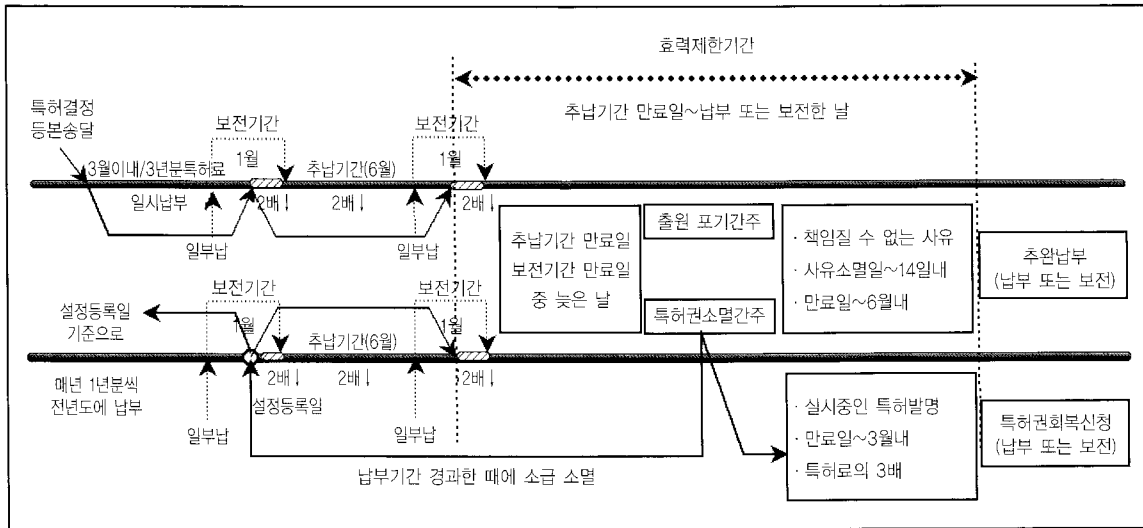 효력제한기간
추납기간 만료일~납부 또는 보전한 날
특허결정
등본송달
보전기간
보전기간
3월이내/3년분특허료
1월
추납기간(6월)
1월
일시납부
2배↓
2배↓
2배↓
일부납
일부납
추납기간 만료일
보전기간 만료일
중 늦은 날
출원 포기간주
· 책임질 수 없는 사유
· 사유소멸일~14일내
· 만료일~6월내
추완납부
(납부 또는 보전)
설정등록일
기준으로
보전기간
보전기간
1월
추납기간(6월)
1월
특허권소멸간주
매년 1년분씩
전년도에 납부
2배↓
2배↓
2배↓
설정등록일
일부납
일부납
· 실시중인 특허발명
· 만료일~3월내
· 특허료의 3배
특허권회복신청
(납부 또는 보전)
납부기간 경과한 때에 소급 소멸